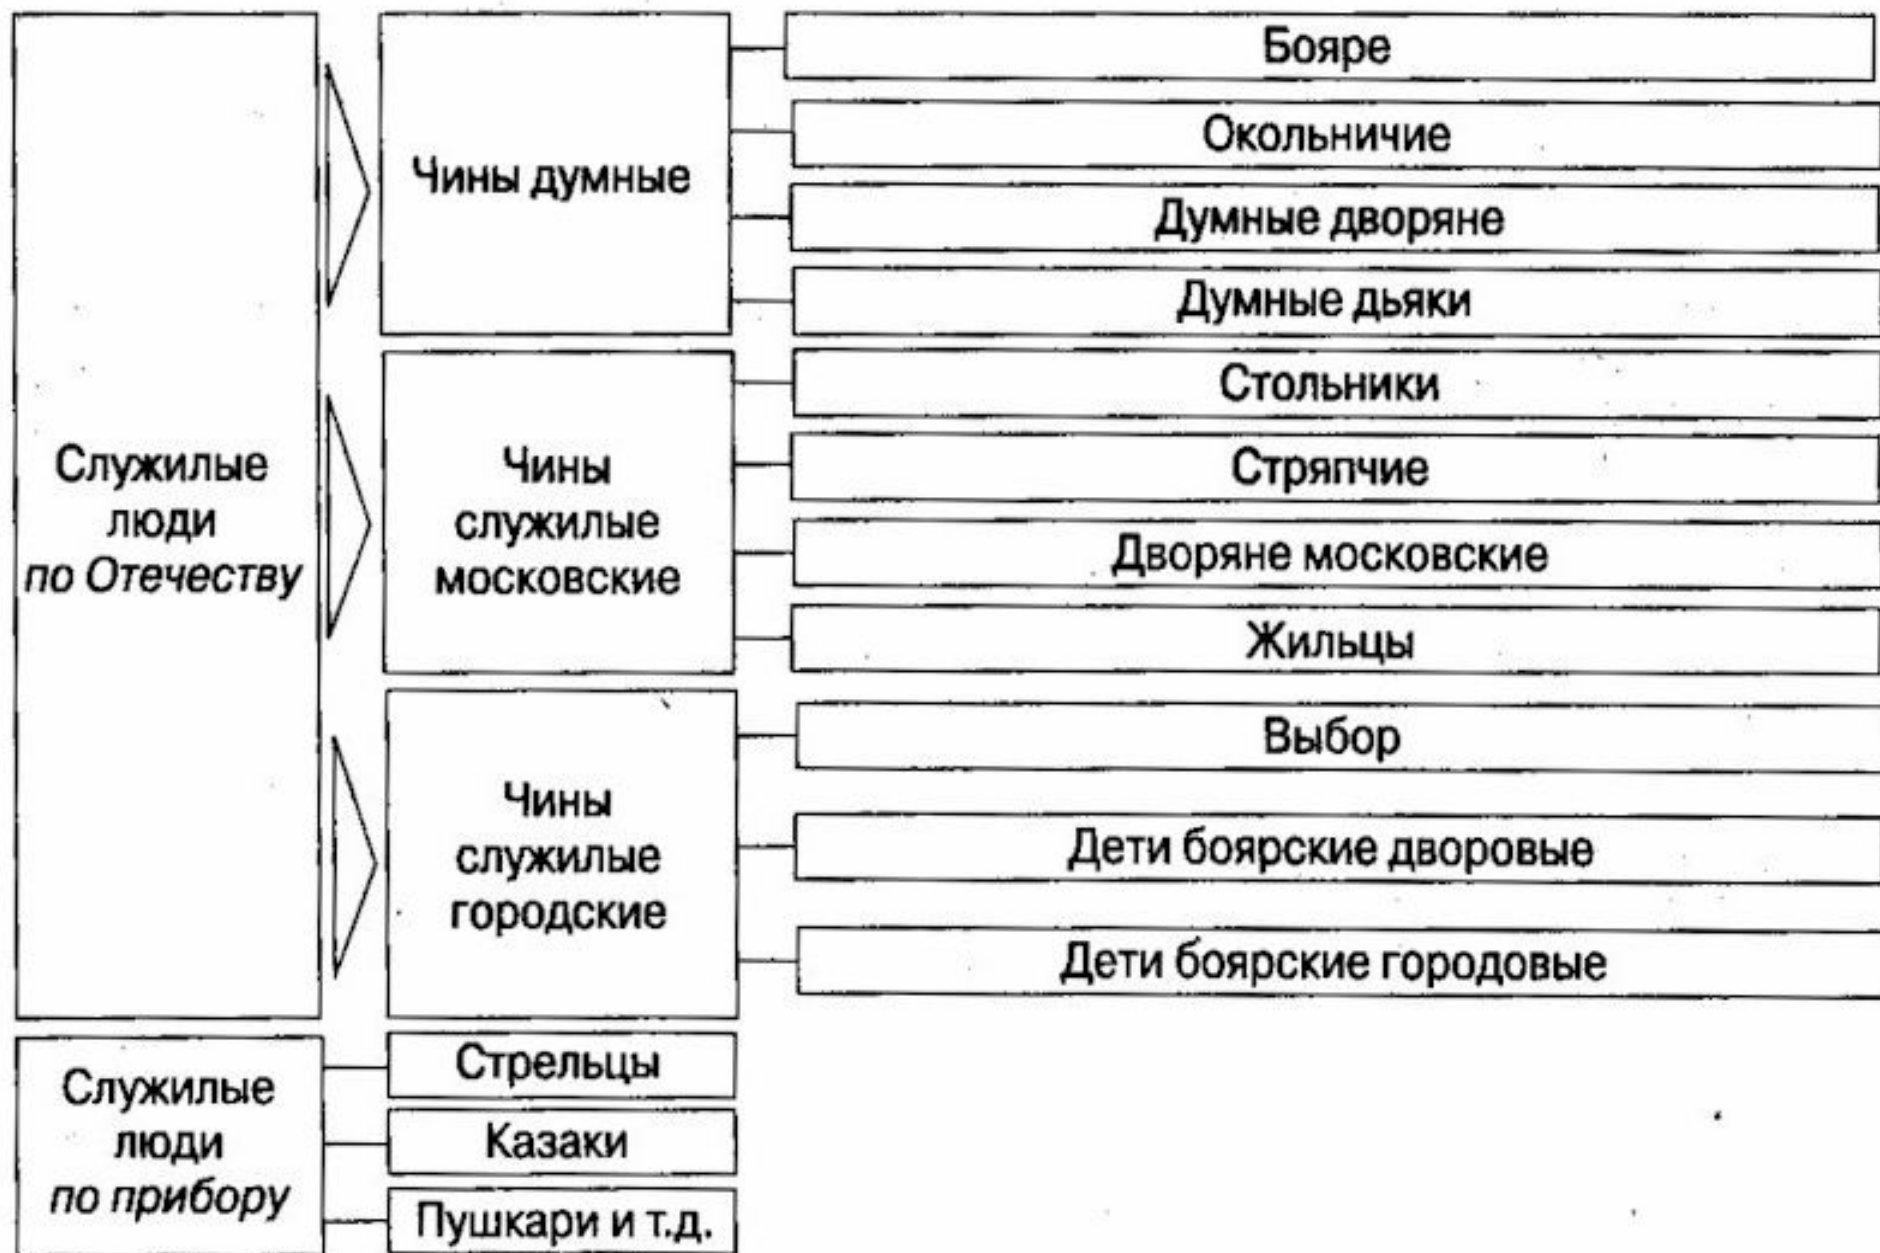 Служилые
люди
по Отечеству
Чины думные
Бояре
Окольничие
Думные дворяне
Думные дьяки
Чины
служилые
московские
Стольники
Стряпчие
Дворяне московские
Жильцы
Чины
служилые
городские
Выбор
Дети боярские дворовые
Дети боярские городовые
Служилые
люди
по прибору
Стрельцы
Казаки
Пушкари и т.д.